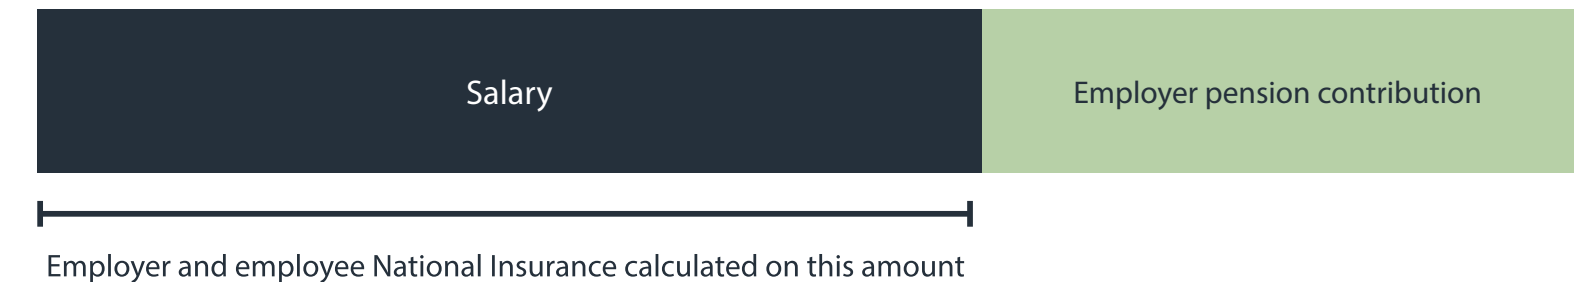 Salary
Employer pension contribution
Employer and employee National Insurance calculated on this amount